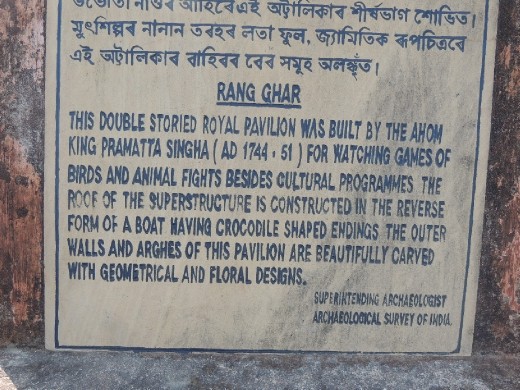 আহিৰেএই অট্টালিকাৰ শীৰ্ষভাগ শোভিত।
মৃৎশিল্পৰ নানান তৰহৰ লতা ফুল, জ্যামিতিক ৰূপচিত্ৰৰে
এই অট্টালিকাৰ বাহিৰৰ বেৰ সমূহ অলঙ্কৃত।
RANG GHAR
THIS DOUBLE STORIED ROYAL PAVILION WAS BUILT BY THE AHOM
KING PRAMATTA SINGHA ( AD 1744 - 51 ) FOR WATCHING GAMES OF
BIRDS AND ANIMAL FIGHTS BESIDES CULTURAL PROGRAMMES THE
ROOF OF THE SUPERSTRUCTURE IS CONSTRUCTED IN THE REVERSE
FORM OF A BOAT HAVING CROCODILE SHAPED ENDINGS THE OUTER
WALLS AND ARGHES OF THIS PAVILION ARE BEAUTIFULLY CARVED
WITH GEOMETRICAL AND FLORAL DESIGNS.
SUPERINTENDING ARCHAEOLOGIST
ARCHAEOLOGICAL SURVEY OF INDIA.